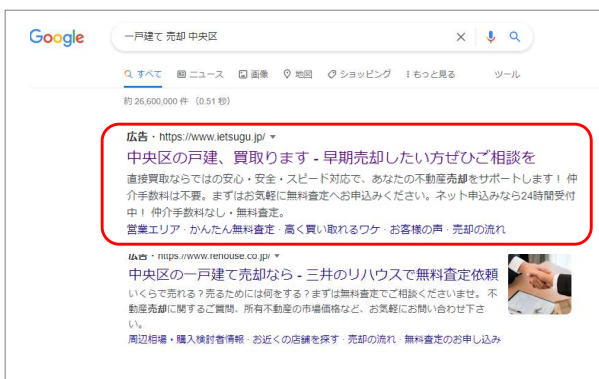 Google
一戸建て 売却 中央区
すべて ニュース 画像 地図 ショッピング もっと見る ツール
約 26,600,000 件 (0.51 秒)
広告・https://www.ietsugu.jp/
中央区の戸建、買取ります - 早期売却したい方ぜひご相談を
直接買取ならではの安心・安全・スピード対応で、あなたの不動産売却をサポートします！ 仲
介手数料は不要。まずはお気軽に無料査定へお申込みください。ネット申込みなら24時間受付
中！ 仲介手数料なし・無料査定。
営業エリア・かんたん無料査定・高く買い取れるワケ・お客様の声・売却の流れ
広告・https://www.rehouse.co.jp/
中央区の一戸建て売却なら - 三井のリハウスで無料査定依頼
いくらで売れる？売るためには何をする？まずは無料査定でご相談くださいませ。 不
動産売却に関するご質問、所有不動産の市場価格など、お気軽にお問い合わせ下さ
い。
周辺相場・購入検討者情報・お近くの店舗を探す・売却の流れ・無料査定のお申し込み